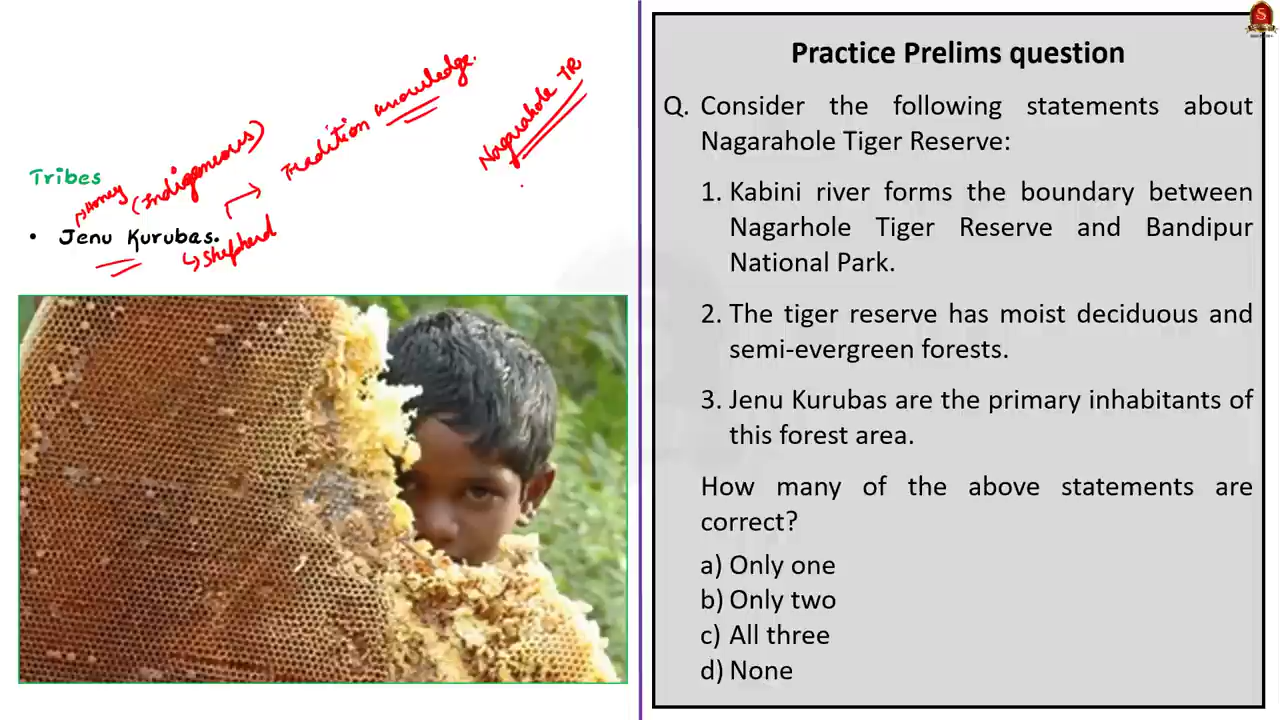 Tribes
(Indigeneous)
Tradition knowledge.
Nagarahole TR
Honey
• Jenu Kurubas.
Shepherd
Practice Prelims question
Q. Consider the following statements about
Nagarahole Tiger Reserve:
1. Kabini river forms the boundary between
Nagarhole Tiger Reserve and Bandipur
National Park.
2. The tiger reserve has moist deciduous and
semi-evergreen forests.
3. Jenu Kurubas are the primary inhabitants of
this forest area.
How many of the above statements are
correct?
a) Only one
b) Only two
c) All three
d) None